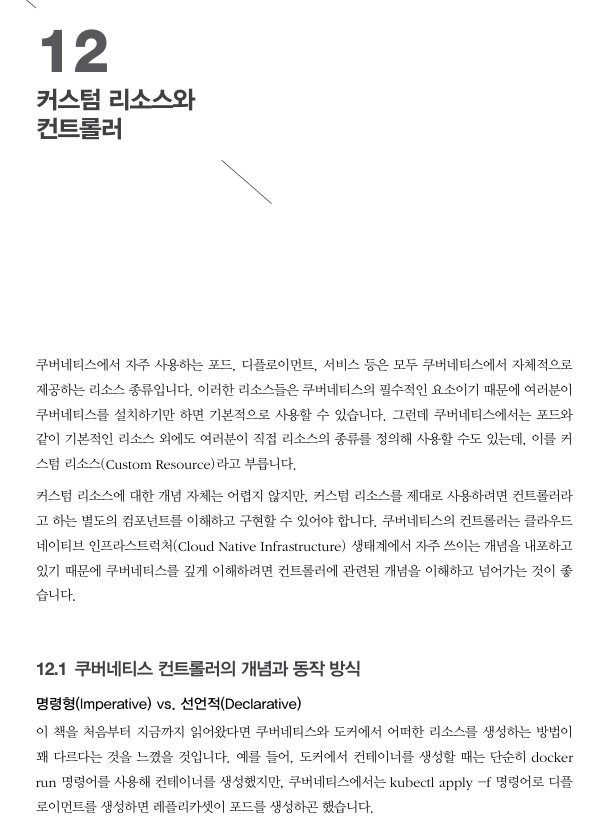 12
커스텀 리소스와
컨트롤러
쿠버네티스에서 자주 사용하는 포드, 디플로이먼트, 서비스 등은 모두 쿠버네티스에서 자체적으로
제공하는 리소스 종류입니다. 이러한 리소스들은 쿠버네티스의 필수적인 요소이기 때문에 여러분이
쿠버네티스를 설치하기만 하면 기본적으로 사용할 수 있습니다. 그런데 쿠버네티스에서는 포드와
같이 기본적인 리소스 외에도 여러분이 직접 리소스의 종류를 정의해 사용할 수도 있는데, 이를 커
스텀 리소스(Custom Resource)라고 부릅니다.
커스텀 리소스에 대한 개념 자체는 어렵지 않지만, 커스텀 리소스를 제대로 사용하려면 컨트롤러라
고 하는 별도의 컴포넌트를 이해하고 구현할 수 있어야 합니다. 쿠버네티스의 컨트롤러는 클라우드
네이티브 인프라스트럭처(Cloud Native Infrastructure) 생태계에서 자주 쓰이는 개념을 내포하고
있기 때문에 쿠버네티스를 깊게 이해하려면 컨트롤러에 관련된 개념을 이해하고 넘어가는 것이 좋
습니다.
12.1 쿠버네티스 컨트롤러의 개념과 동작 방식
명령형(Imperative) vs. 선언적(Declarative)
이 책을 처음부터 지금까지 읽어왔다면 쿠버네티스와 도커에서 어떠한 리소스를 생성하는 방법이
꽤 다르다는 것을 느꼈을 것입니다. 예를 들어, 도커에서 컨테이너를 생성할 때는 단순히 docker
run 명령어를 사용해 컨테이너를 생성했지만, 쿠버네티스에서는 kubectl apply -f 명령어로 디플
로이먼트를 생성하면 레플리카셋이 포드를 생성하곤 했습니다.